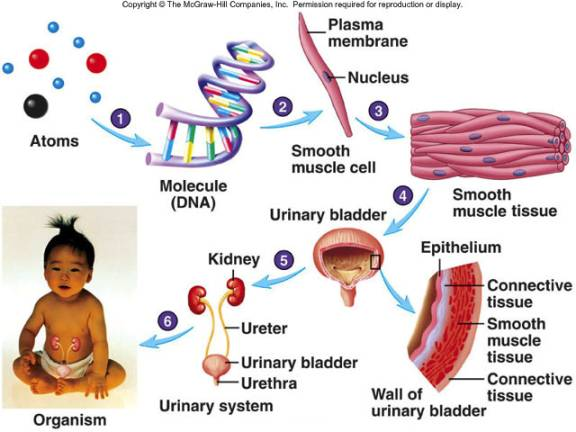 Copyright © The McGraw-Hill Companies, Inc. Permission required for reproduction or display.
Atoms
1
Molecule
(DNA)
2
Plasma
membrane
Nucleus
Smooth
muscle cell
3
Smooth
muscle tissue
4
Urinary bladder
Epithelium
Connective
tissue
Smooth
muscle
tissue
Connective
tissue
Wall of
urinary bladder
5
Kidney
Ureter
Urinary bladder
Urethra
Urinary system
6
Organism